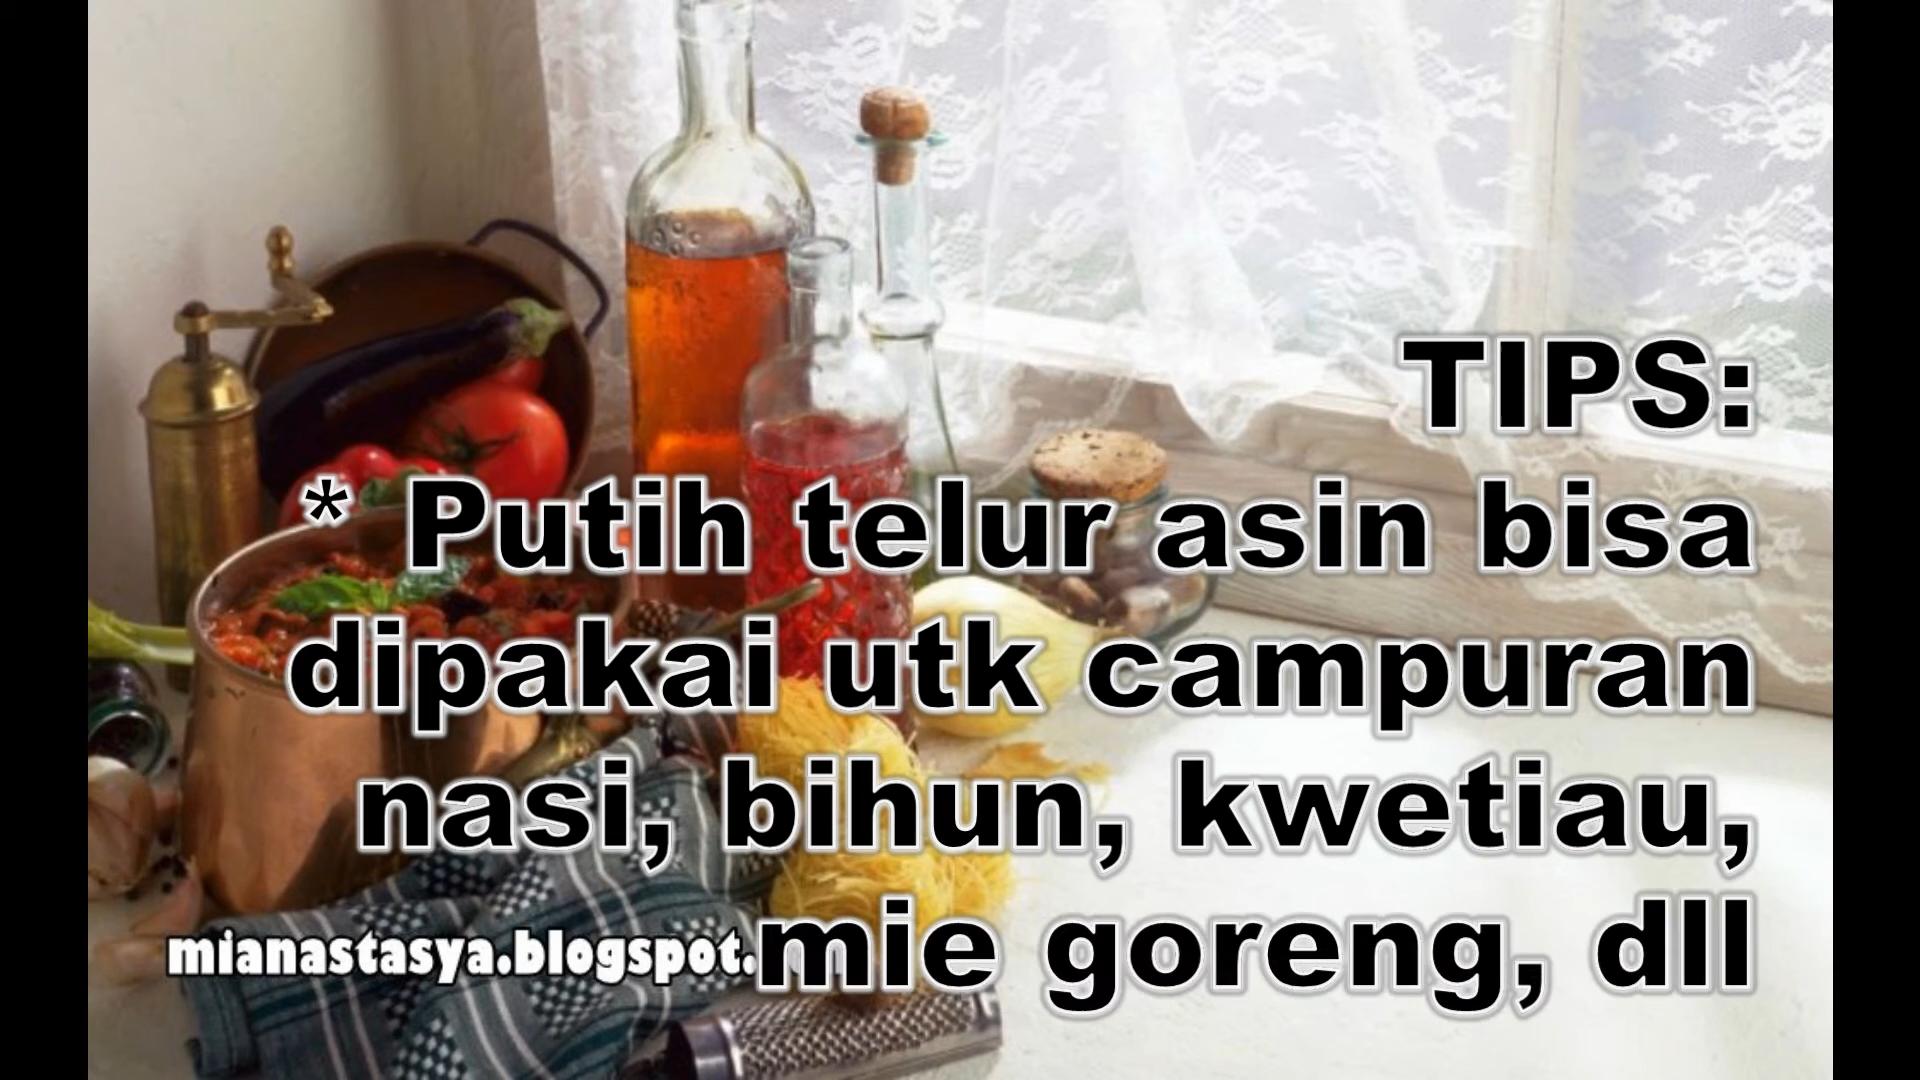 TIPS:
* Putih telur asin bisa
dipakai utk campuran
nasi, bihun, kwetiau,
mie goreng, dll
mianastasya.blogspot.